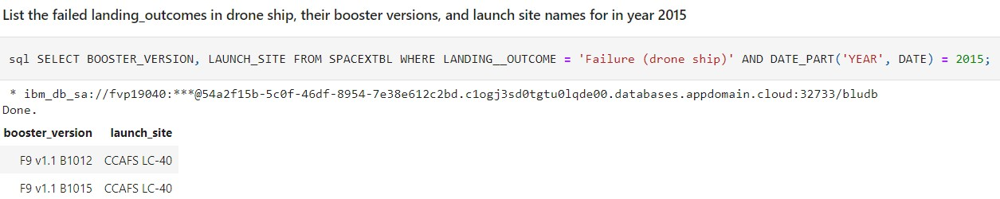 List the failed landing_outcomes in drone ship, their booster versions, and launch site names for in year 2015
sql SELECT BOOSTER_VERSION, LAUNCH_SITE FROM SPACEXTBL WHERE LANDING__OUTCOME = 'Failure (drone ship)' AND DATE_PART('YEAR', DATE) = 2015;
* ibm_db_sa://fvp19040:***@54a2f15b-5c0f-46df-8954-7e38e612c2bd.c1ogj3sd0tgtu0lqde00.databases.appdomain.cloud:32733/bludb
Done.
booster_version launch_site
F9 v1.1 B1012 CCAFS LC-40
F9 v1.1 B1015 CCAFS LC-40